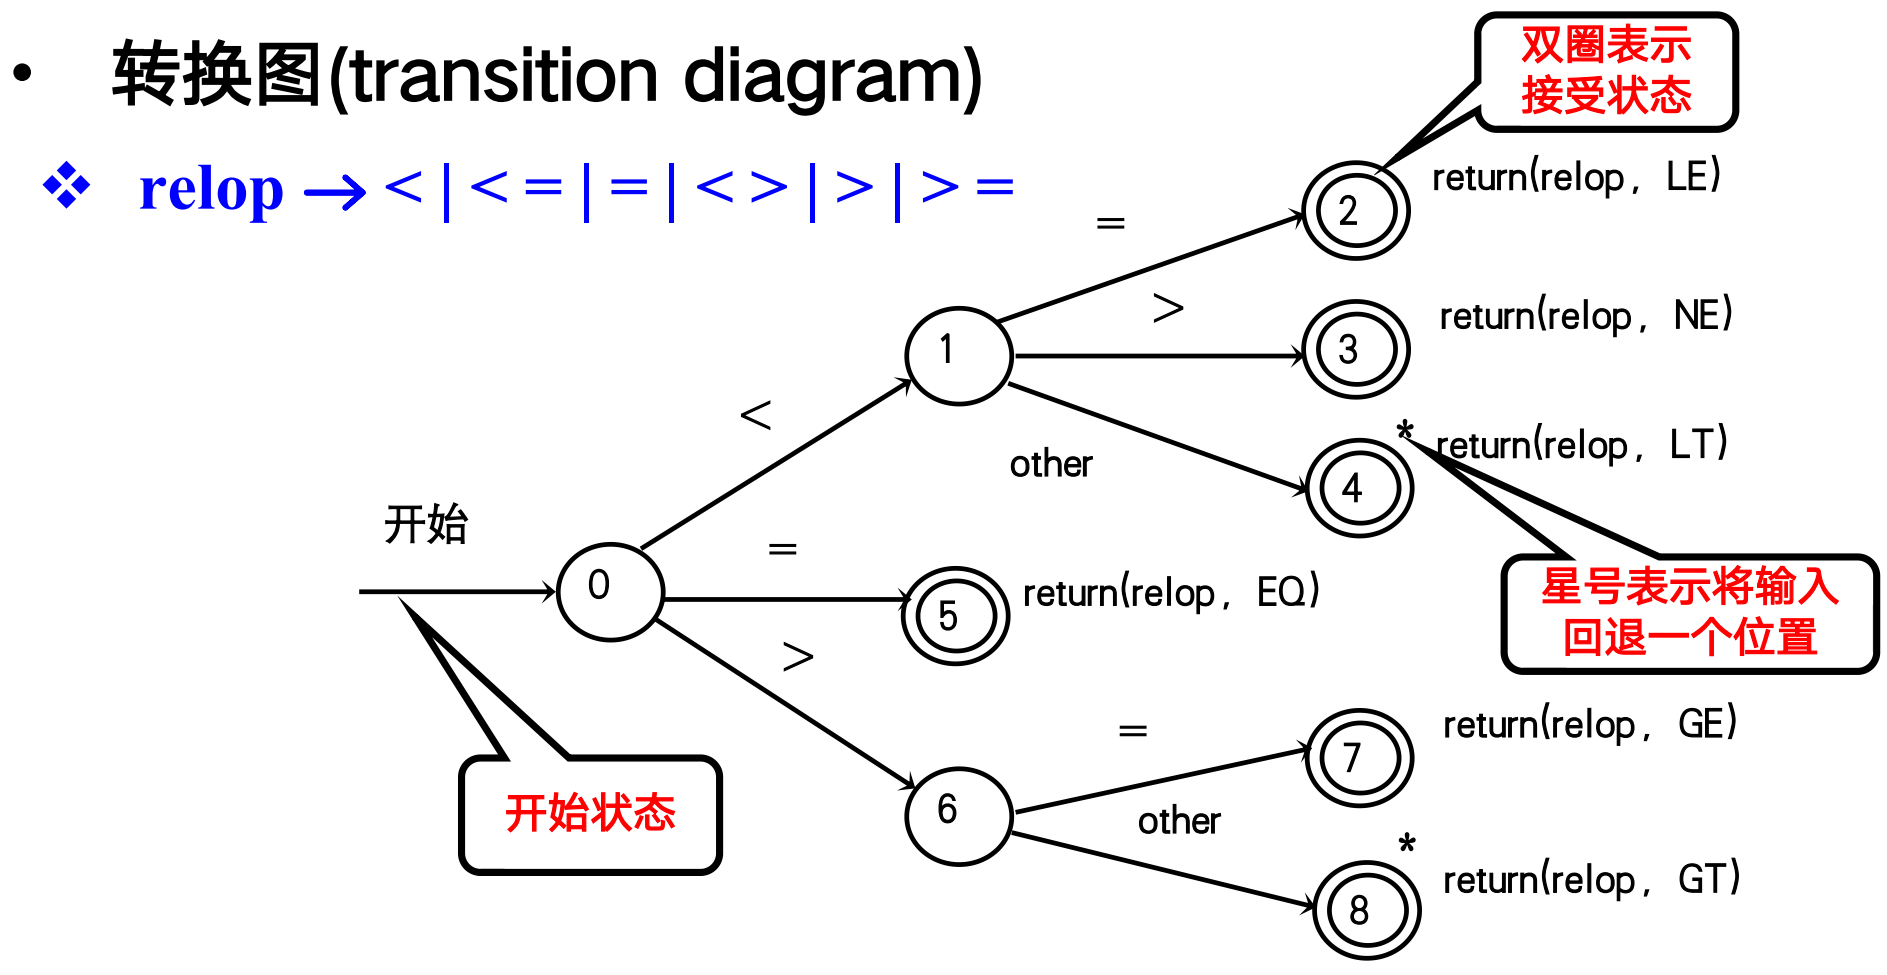 • 转换图(transition diagram)
❖ relop → < | < = | = | < > | > | > =
双圈表示
接受状态
return(relop, LE)
=
2
>
return(relop, NE)
1
3
<
other
* return(relop, LT)
4
开始
=
0
return(relop, EQ)
5
星号表示将输入
回退一个位置
>
=
return(relop, GE)
7
开始状态
6
other
*
return(relop, GT)
8